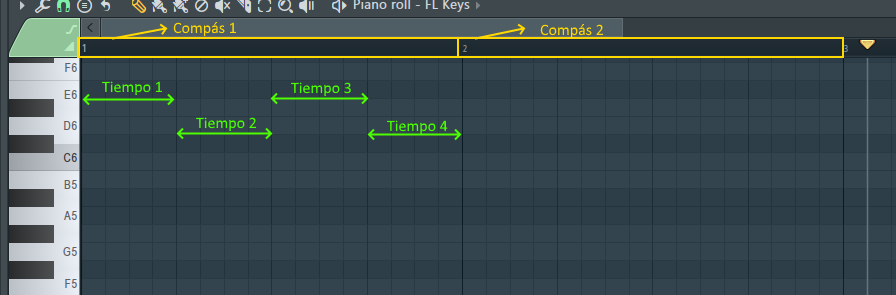 Piano roll - FL Keys
Compás 1
Compás 2
1
2
3
F6
Tiempo 1
Tiempo 3
E6
Tiempo 2
Tiempo 4
D6
C6
B5
A5
G5
F5